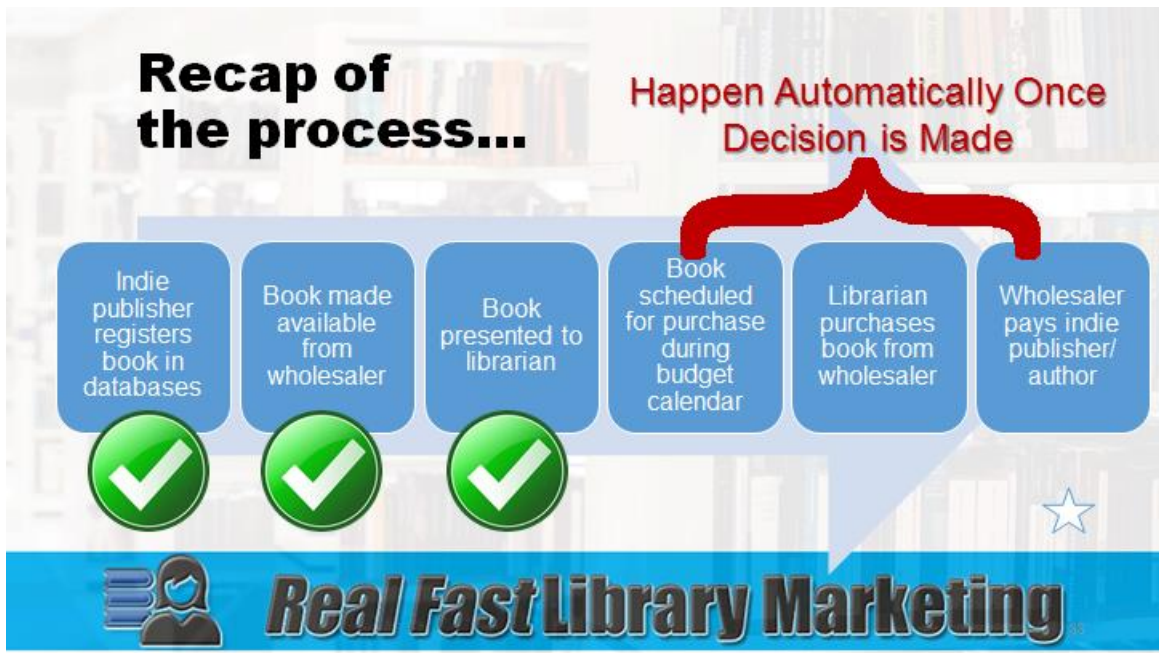 Recap of
the process...
Happen Automatically Once
Decision is Made
Indie
publisher
registers
book in
databases
Book made
available
from
wholesaler
Book
presented to
librarian
Book
scheduled
for purchase
during
budget
calendar
Librarian
purchases
book from
wholesaler
Wholesaler
pays indie
publisher/
author
Real Fast Library Marketing
33